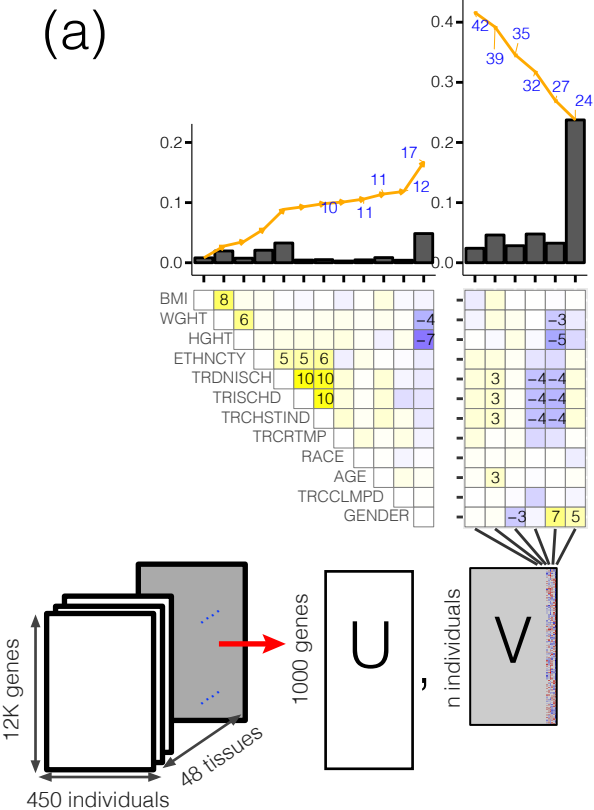 (a)
0.4
42
35
39
0.3
32
27
24
0.2
17
0.2
11
12
0.1
10
11
0.1
0.0
0.0
BMI 8
WGHT 6 −4 −3
HGHT −7 −5
ETHNCTY 5 5 6
TRDNISCH 10 10 3 −4 −4
TRISCHD 10 3 −4 −4
TRCHSTIND 3 −4 −4
TRCRTMP
RACE
AGE 3
TRCCLMPD
GENDER −3 7 5
12K genes
450 individuals
48 tissues
1000 genes
U
,
n individuals
V